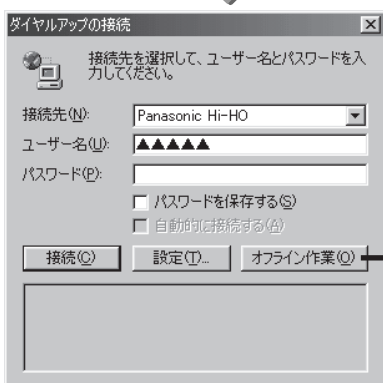 ダイヤルアップの接続
接続先を選択して、ユーザー名とパスワードを入
力してください。
接続先(N):
Panasonic Hi-HO
ユーザー名(U):
▲▲▲▲▲
パスワード(P):
パスワードを保存する(S)
自動的に接続する(A)
接続(C)
設定(T)...
オフライン作業(O)